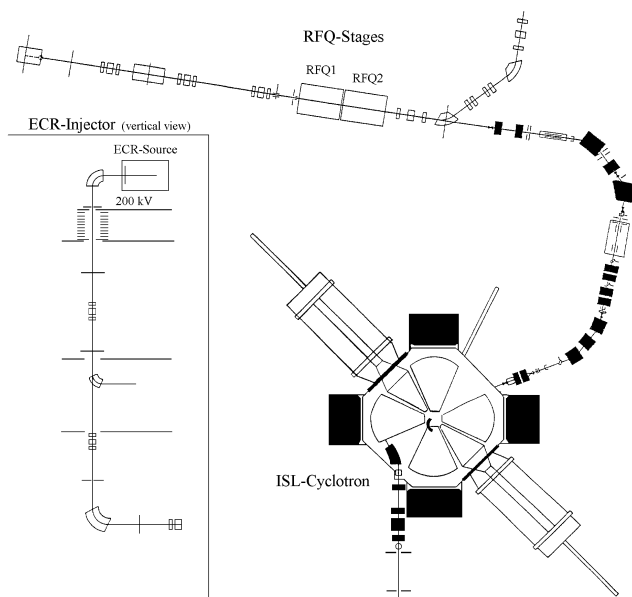 RFQ-Stages
RFQ1
RFQ2
ECR-Injector (vertical view)
ECR-Source
200 kV
ISL-Cyclotron